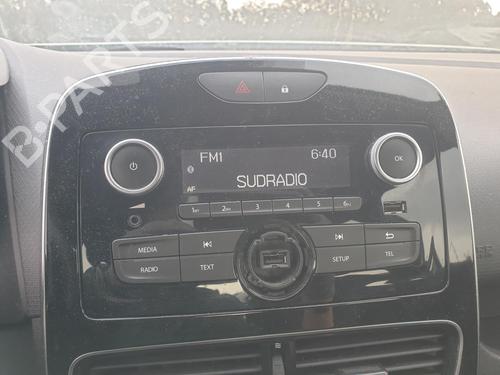 B-PARTS
FM1 6:40
SUDRADIO
AF
OK
1 2 3 4 5 6
MEDIA
RADIO TEXT SETUP TEL